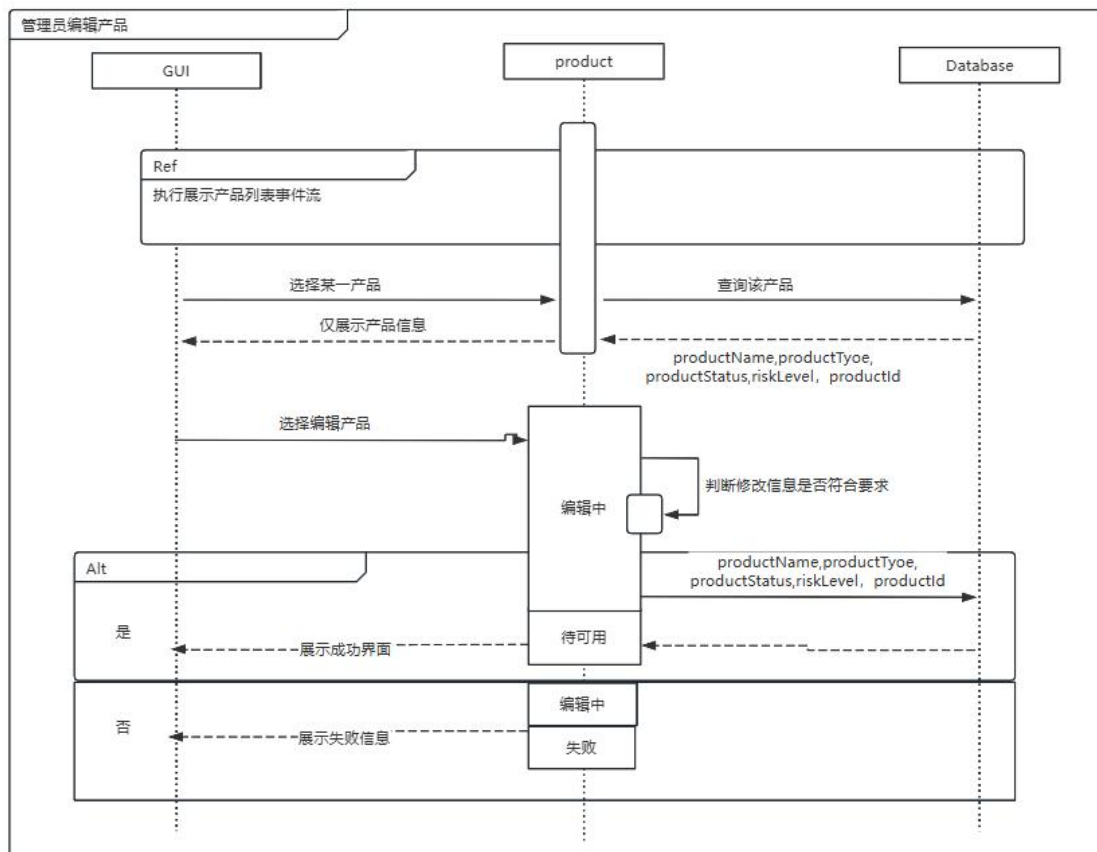 管理员编辑产品
GUI
product
Database
Ref
执行展示产品列表事件流
选择某一产品
查询该产品
仅展示产品信息
productName,productTyoe,
productStatus,riskLevel，productId
选择编辑产品
编辑中
判断修改信息是否符合要求
Alt
productName,productTyoe,
productStatus,riskLevel，productId
是
待可用
展示成功界面
编辑中
否
展示失败信息
失败